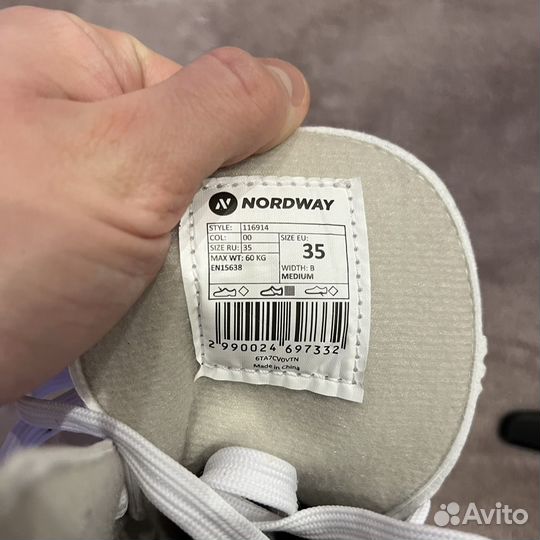 NORDWAY
STYLE: 116914
COL: 00
SIZE RU: 35
MAX WT: 60 KG
EN15638
SIZE EU:
35
WIDTH: B
MEDIUM
2 990024 697332
6TA7CV0VTN
Made in China
Avito